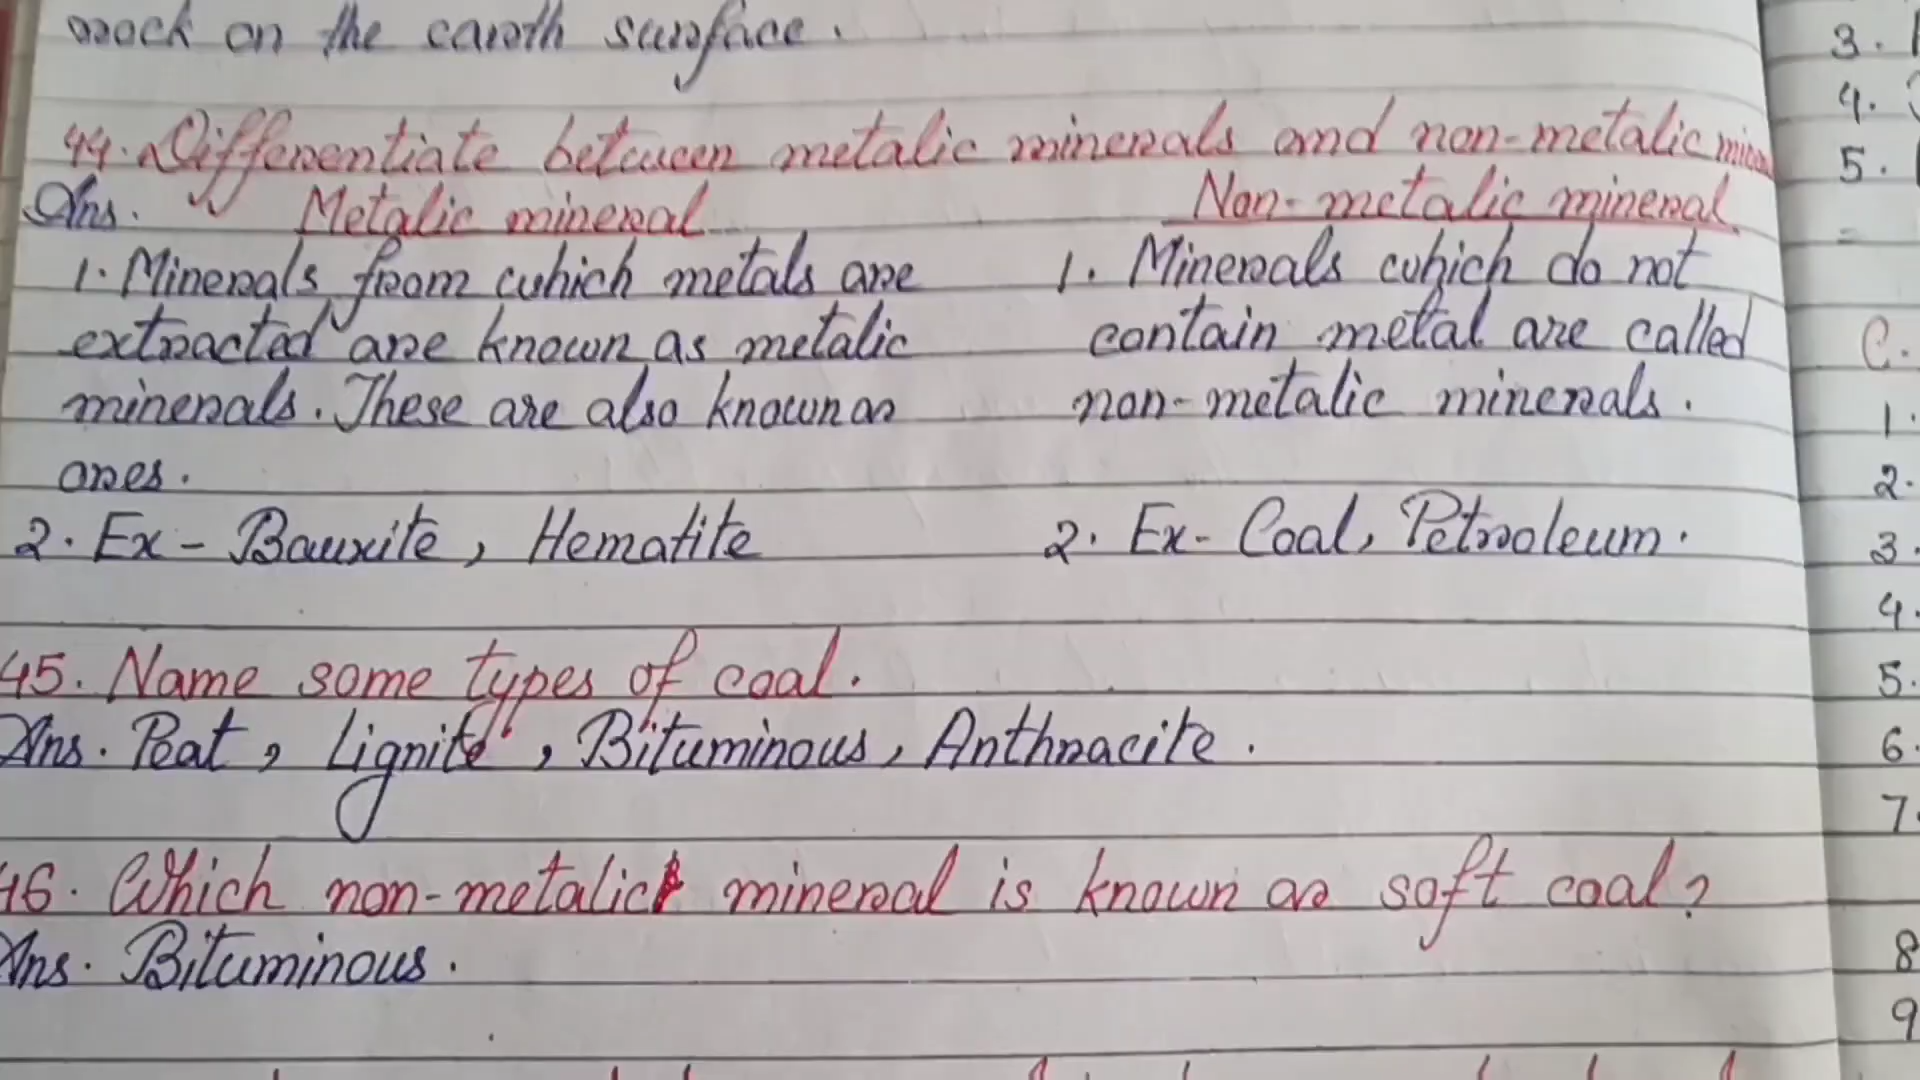 rock on the earth surface.
44. Differentiate between metalic minerals and non-metalic
Ans. Metalic mineral Non-metalic mineral
1. Minerals from which metals are
extracted are known as metalic
minerals. These are also known as
ores.
2. Ex - Bauxite, Hematite
1. Minerals which do not
contain metal are called
non-metalic minerals.
2. Ex - Coal, Petroleum.
45. Name some types of coal.
Ans. Peat, Lignite, Bituminous, Anthracite.
46. Which non-metalic mineral is known as soft coal?
Ans. Bituminous.
3.
4.
5.
C.
1.
2.
3.
4.
5.
6.
7.
8
9